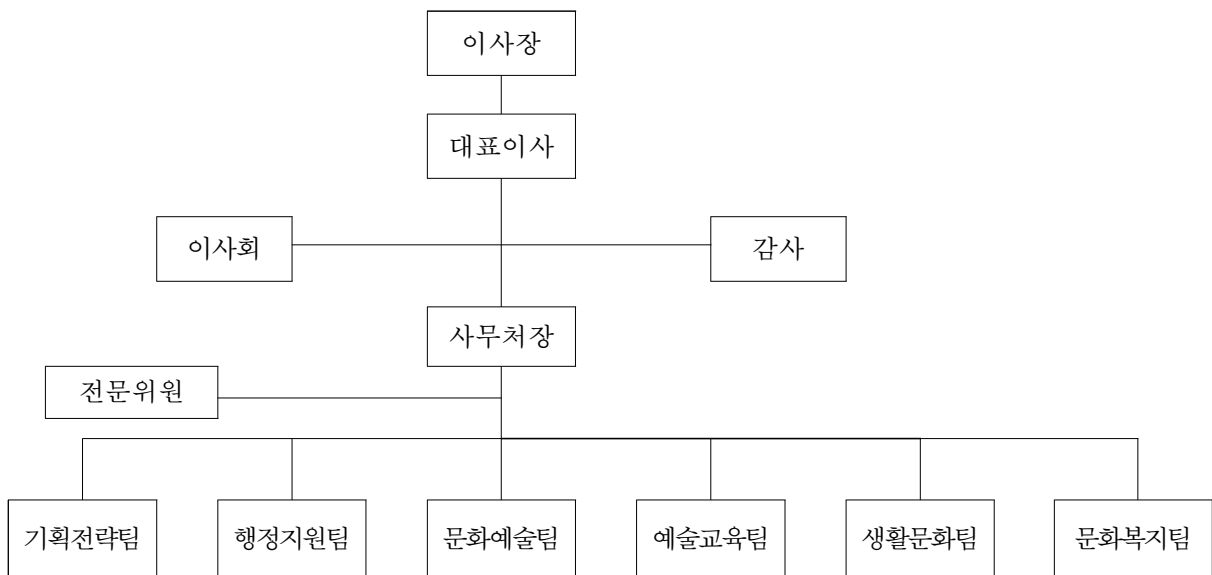 이사장
대표이사
이사회
감사
사무처장
전문위원
기획전략팀
행정지원팀
문화예술팀
예술교육팀
생활문화팀
문화복지팀